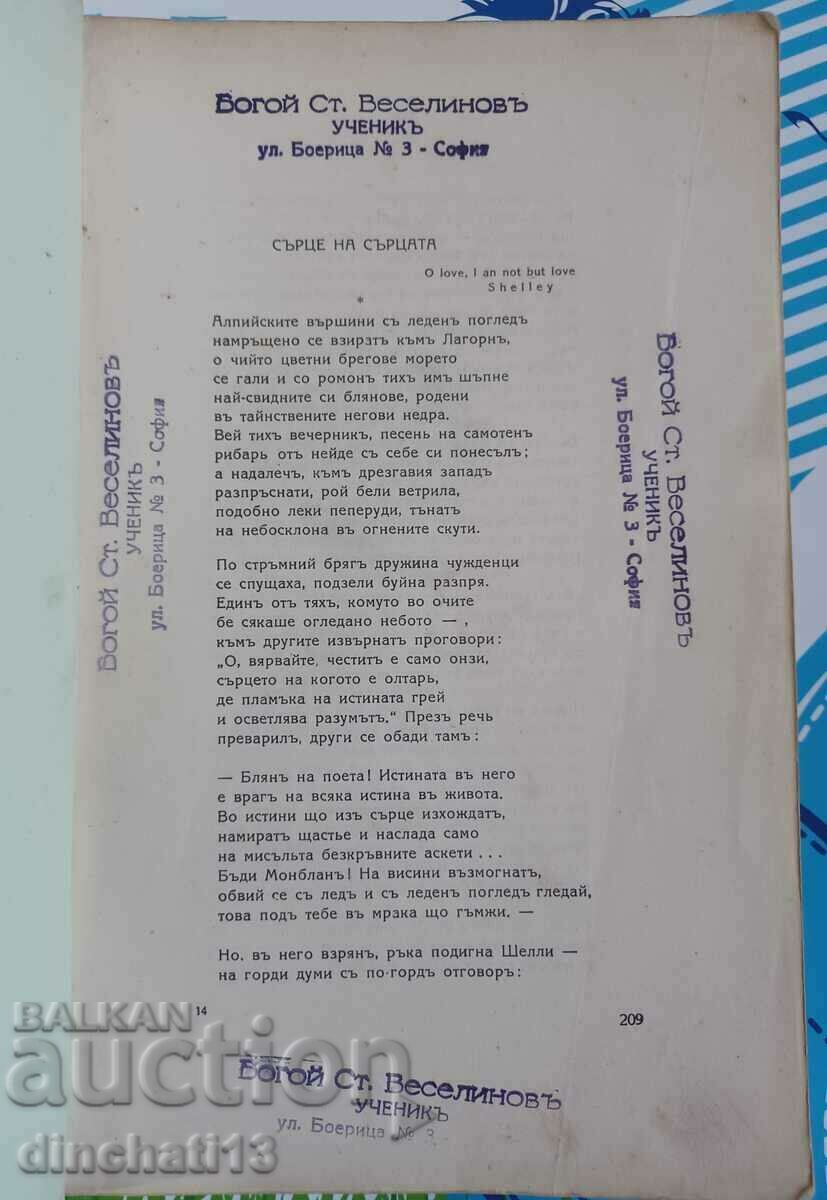 Богой Ст. Веселиновъ
УЧЕНИКЪ
ул. Боерица № 3 - София
СЪРЦЕ НА СЪРЦАТА
O love, I an not but love
Shelley
*
Алпийските вършини съ леденъ погледъ
намръщено се взиратъ къмъ Лагорнъ,
о чийто цветни брегове морето
се гали и со ромонъ тихъ имъ шъпне
най-свидните си блянове, родени
въ тайнствените негови недра.
Вей тихъ вечерникъ, песень на самотенъ
рибарь отъ нейде съ себе си понесълъ;
а надалечъ, къмъ дрезгавия западъ
разпръснати, рой бели ветрила,
подобно леки пеперуди, тънатъ
на небосклона въ огнените скути.
По стръмний брягъ дружина чужденци
се спущаха, подзели буйна разпря.
Единъ отъ тяхъ, комуто во очите
бе сякаше огледано небото — ,
къмъ другите извърнатъ проговори:
„О, вярвайте, честитъ е само онзи,
сърцето на когото е олтарь,
де пламъка на истината грей
и осветлява разумътъ.“ Презъ речь
преварилъ, други се обади тамъ:
— Блянъ на поета! Истината въ него
е врагъ на всяка истина въ живота.
Во истини що изъ сърце изхождатъ,
намиратъ щастье и наслада само
на мисъльта безкръвните аскети . . .
Бъди Монбланъ! На висини възмогнатъ,
обвий се съ ледъ и съ леденъ погледъ гледай,
това подъ тебе въ мрака що гъмжи. —
Но, въ него взрянъ, ръка подигна Шелли —
на горди думи съ по-гордъ отговоръ:
14
209
Богой Ст. Веселиновъ
УЧЕНИКЪ
ул. Боерица № 3 - София
Богой Ст. Веселиновъ
УЧЕНИКЪ
ул. Боерица № 3 - София
Богой Ст. Веселиновъ
УЧЕНИКЪ
ул. Боерица № 3
BALKAN
auction
dinchati13